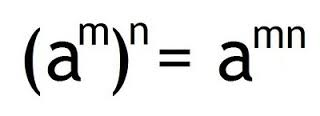 (a^m)^n = a^mn